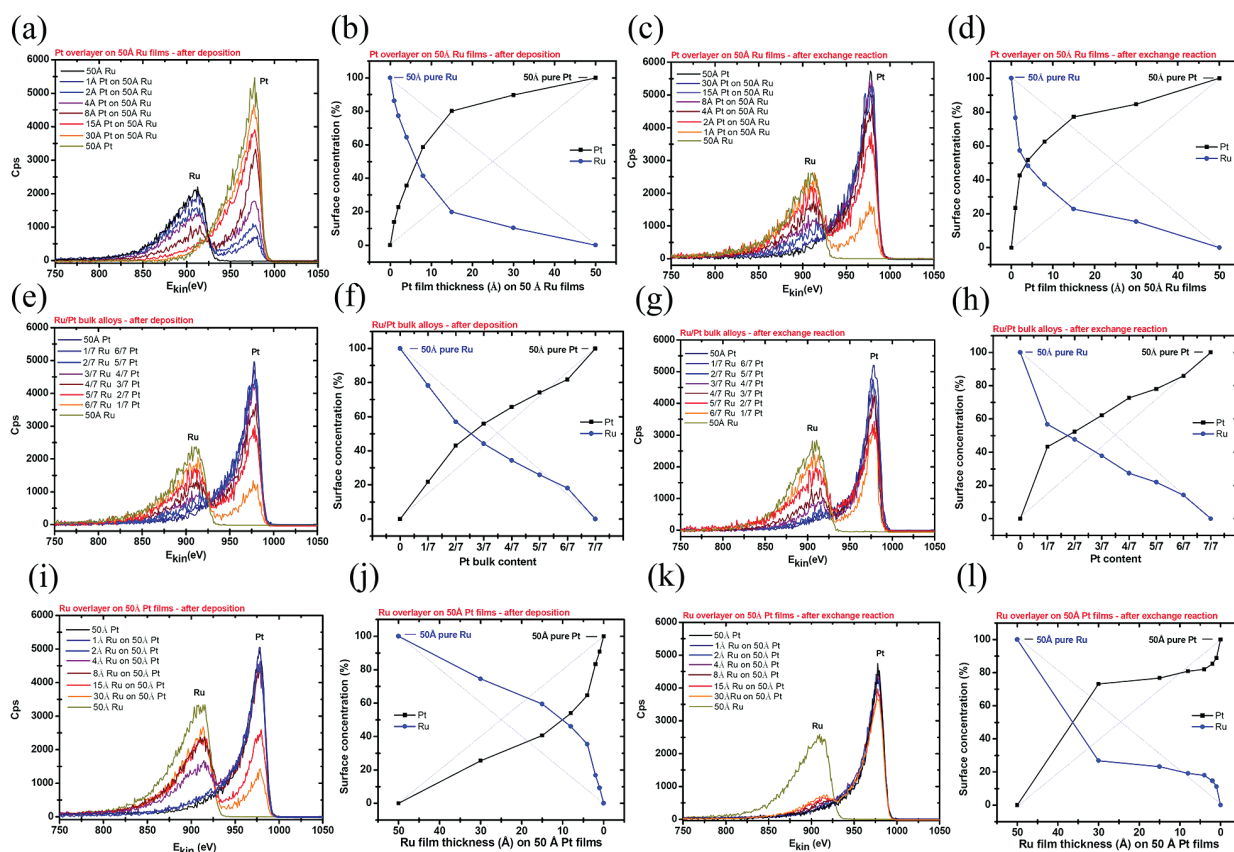 (a)
Pt overlayer on 50Å Ru films - after deposition
6000
5000
4000
3000
2000
1000
0
Cps
50Å Ru
1Å Pt on 50Å Ru
2Å Pt on 50Å Ru
4Å Pt on 50Å Ru
8Å Pt on 50Å Ru
15Å Pt on 50Å Ru
30Å Pt on 50Å Ru
50Å Pt
Ru
Pt
750 800 850 900 950 1000 1050
Ekin(eV)
(b)
Pt overlayer on 50Å Ru films - after deposition
100
80
60
40
20
0
Surface concentration (%)
50Å pure Ru
50Å pure Pt
Pt
Ru
0 10 20 30 40 50
Pt film thickness (Å) on 50 Å Ru films
(c)
Pt overlayer on 50Å Ru films - after exchange reaction
6000
5000
4000
3000
2000
1000
0
Cps
50Å Pt
30Å Pt on 50Å Ru
15Å Pt on 50Å Ru
8Å Pt on 50Å Ru
4Å Pt on 50Å Ru
2Å Pt on 50Å Ru
1Å Pt on 50Å Ru
50Å Ru
Ru
Pt
750 800 850 900 950 1000 1050
Ekin(eV)
(d)
Pt overlayer on 50Å Ru films - after exchange reaction
100
80
60
40
20
0
Surface concentration (%)
50Å pure Ru
50Å pure Pt
Pt
Ru
0 10 20 30 40 50
Pt film thickness (Å) on 50Å Ru films
(e)
Ru/Pt bulk alloys - after deposition
6000
5000
4000
3000
2000
1000
0
Cps
50Å Pt
1/7 Ru 6/7 Pt
2/7 Ru 5/7 Pt
3/7 Ru 4/7 Pt
4/7 Ru 3/7 Pt
5/7 Ru 2/7 Pt
6/7 Ru 1/7 Pt
50Å Ru
Ru
Pt
750 800 850 900 950 1000 1050
Ekin(eV)
(f)
Ru/Pt bulk alloys - after deposition
100
80
60
40
20
0
Surface concentration (%)
50Å pure Ru
50Å pure Pt
Pt
Ru
0 1/7 2/7 3/7 4/7 5/7 6/7 7/7
Pt bulk content
(g)
Ru/Pt bulk alloys - after exchange reaction
6000
5000
4000
3000
2000
1000
0
Cps
50Å Pt
1/7 Ru 6/7 Pt
2/7 Ru 5/7 Pt
3/7 Ru 4/7 Pt
4/7 Ru 3/7 Pt
5/7 Ru 2/7 Pt
6/7 Ru 1/7 Pt
50Å Ru
Ru
Pt
750 800 850 900 950 1000 1050
Ekin(eV)
(h)
Ru/Pt bulk alloys - after exchange reaction
100
80
60
40
20
0
Surface concentration (%)
50Å pure Ru
50Å pure Pt
Pt
Ru
0 1/7 2/7 3/7 4/7 5/7 6/7 7/7
Pt content
(i)
Ru overlayer on 50Å Pt films - after deposition
6000
5000
4000
3000
2000
1000
0
Cps
50Å Pt
1Å Ru on 50Å Pt
2Å Ru on 50Å Pt
4Å Ru on 50Å Pt
8Å Ru on 50Å Pt
15Å Ru on 50Å Pt
30Å Ru on 50Å Pt
50Å Ru
Ru
Pt
750 800 850 900 950 1000 1050
Ekin(eV)
(j)
Ru overlayer on 50Å Pt films - after deposition
100
80
60
40
20
0
Surface concentration (%)
50Å pure Ru
50Å pure Pt
Pt
Ru
50 40 30 20 10 0
Ru film thickness (Å) on 50 Å Pt films
(k)
Ru overlayer on 50Å Pt films - after exchange reaction
6000
5000
4000
3000
2000
1000
0
Cps
50Å Pt
1Å Ru on 50Å Pt
2Å Ru on 50Å Pt
4Å Ru on 50Å Pt
8Å Ru on 50Å Pt
15Å Ru on 50Å Pt
30Å Ru on 50Å Pt
50Å Ru
Ru
Pt
750 800 850 900 950 1000 1050
Ekin(eV)
(l)
Ru overlayer on 50Å Pt films - after exchange reaction
100
80
60
40
20
0
Surface concentration (%)
50Å pure Ru
50Å pure Pt
Pt
Ru
50 40 30 20 10 0
Ru film thickness (Å) on 50 Å Pt films